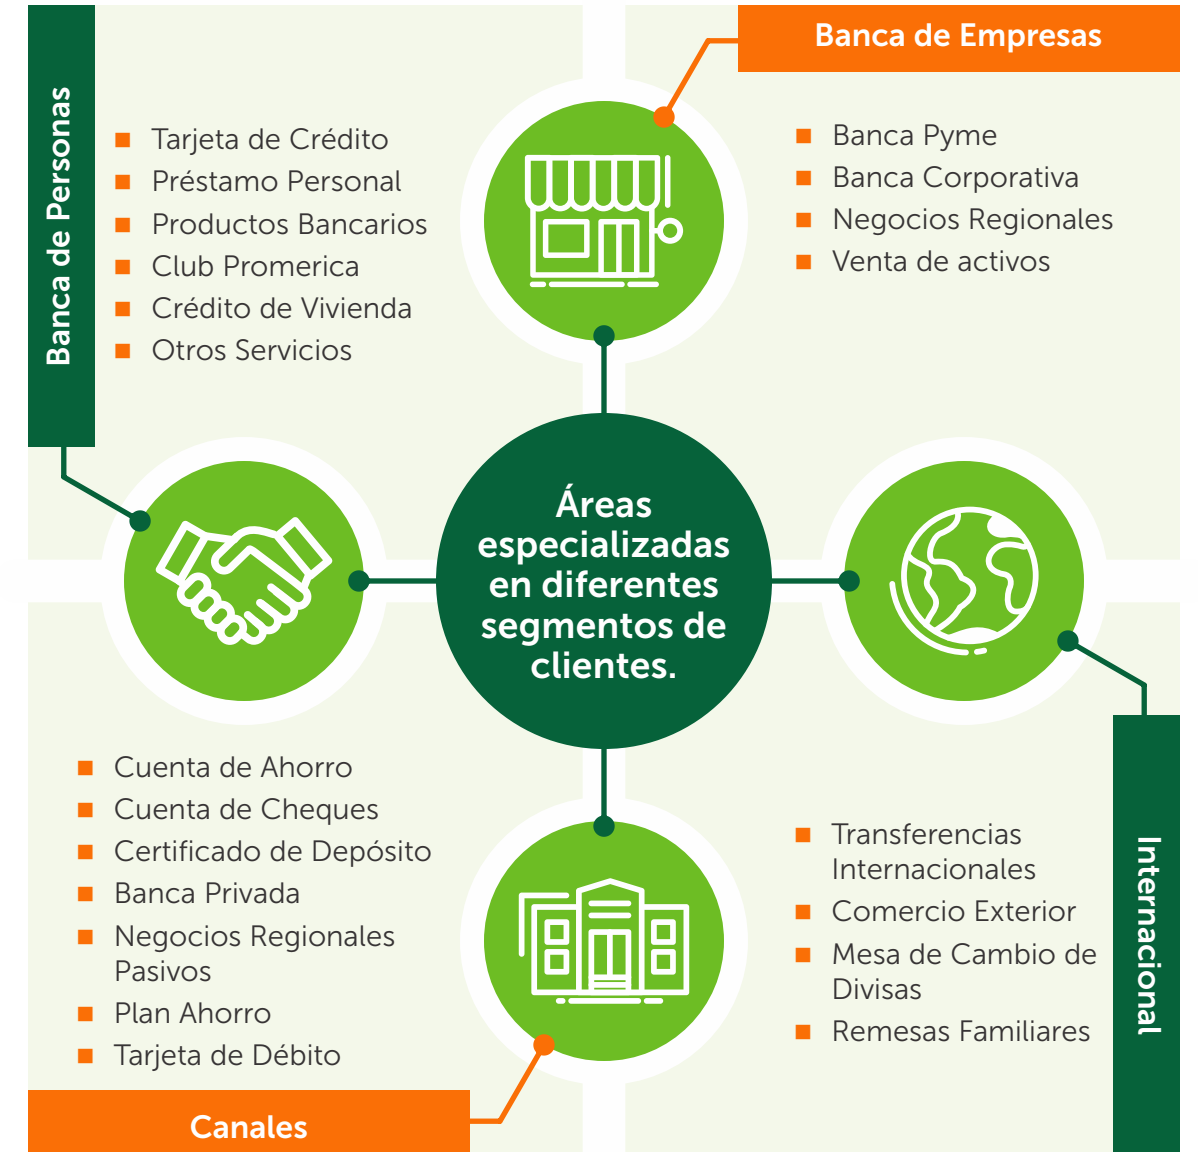 Banca de Personas
Tarjeta de Crédito
Préstamo Personal
Productos Bancarios
Club Promerica
Crédito de Vivienda
Otros Servicios
Banca de Empresas
Banca Pyme
Banca Corporativa
Negocios Regionales
Venta de activos
Áreas
especializadas
en diferentes
segmentos de
clientes.
Cuenta de Ahorro
Cuenta de Cheques
Certificado de Depósito
Banca Privada
Negocios Regionales
Pasivos
Plan Ahorro
Tarjeta de Débito
Canales
Transferencias
Internacionales
Comercio Exterior
Mesa de Cambio de
Divisas
Remesas Familiares
Internacional